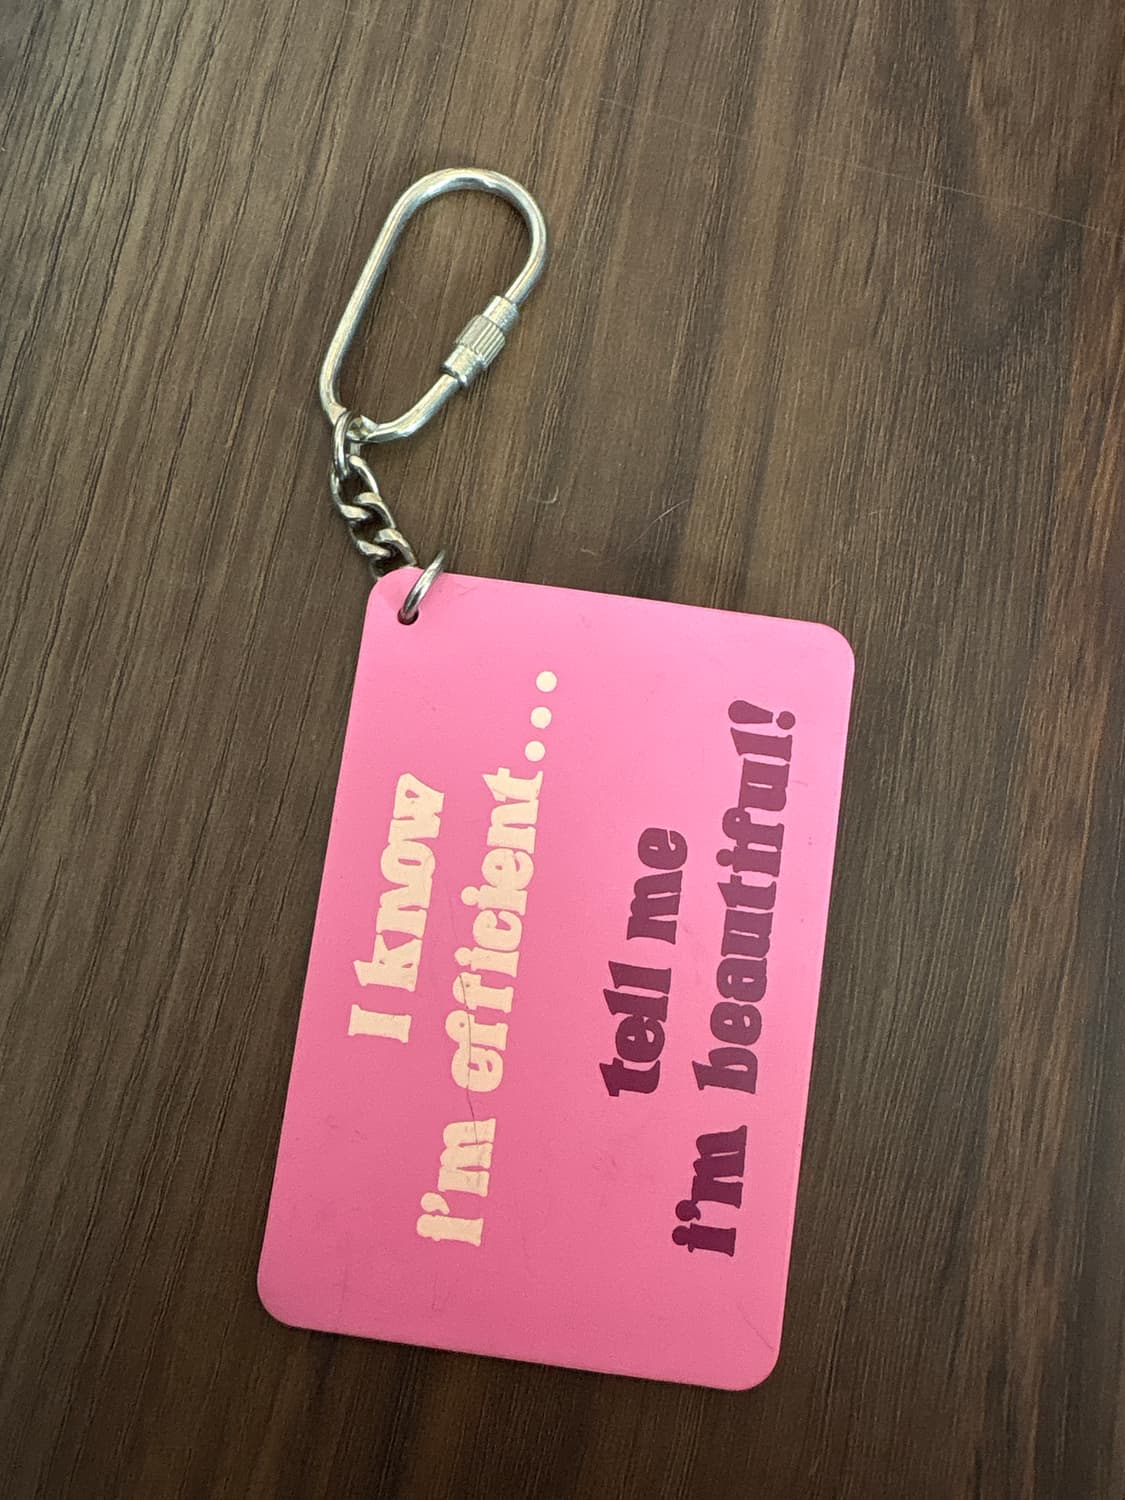 I know
I'm efficient...
tell me
i'm beautiful!